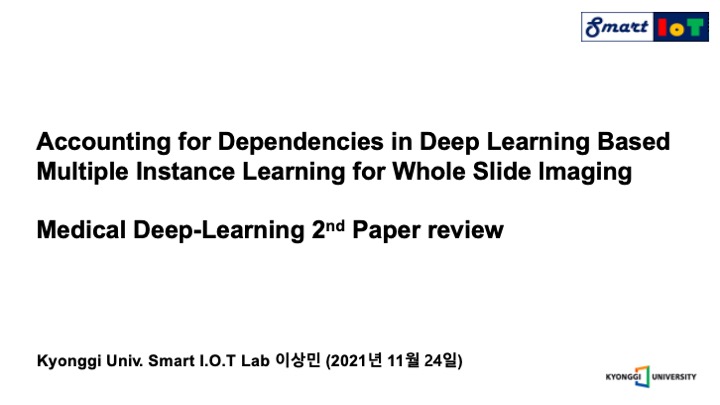 Smart IoT
Accounting for Dependencies in Deep Learning Based
Multiple Instance Learning for Whole Slide Imaging
Medical Deep-Learning 2nd Paper review
Kyonggi Univ. Smart I.O.T Lab 이상민 (2021년 11월 24일)
KYONGGI UNIVERSITY